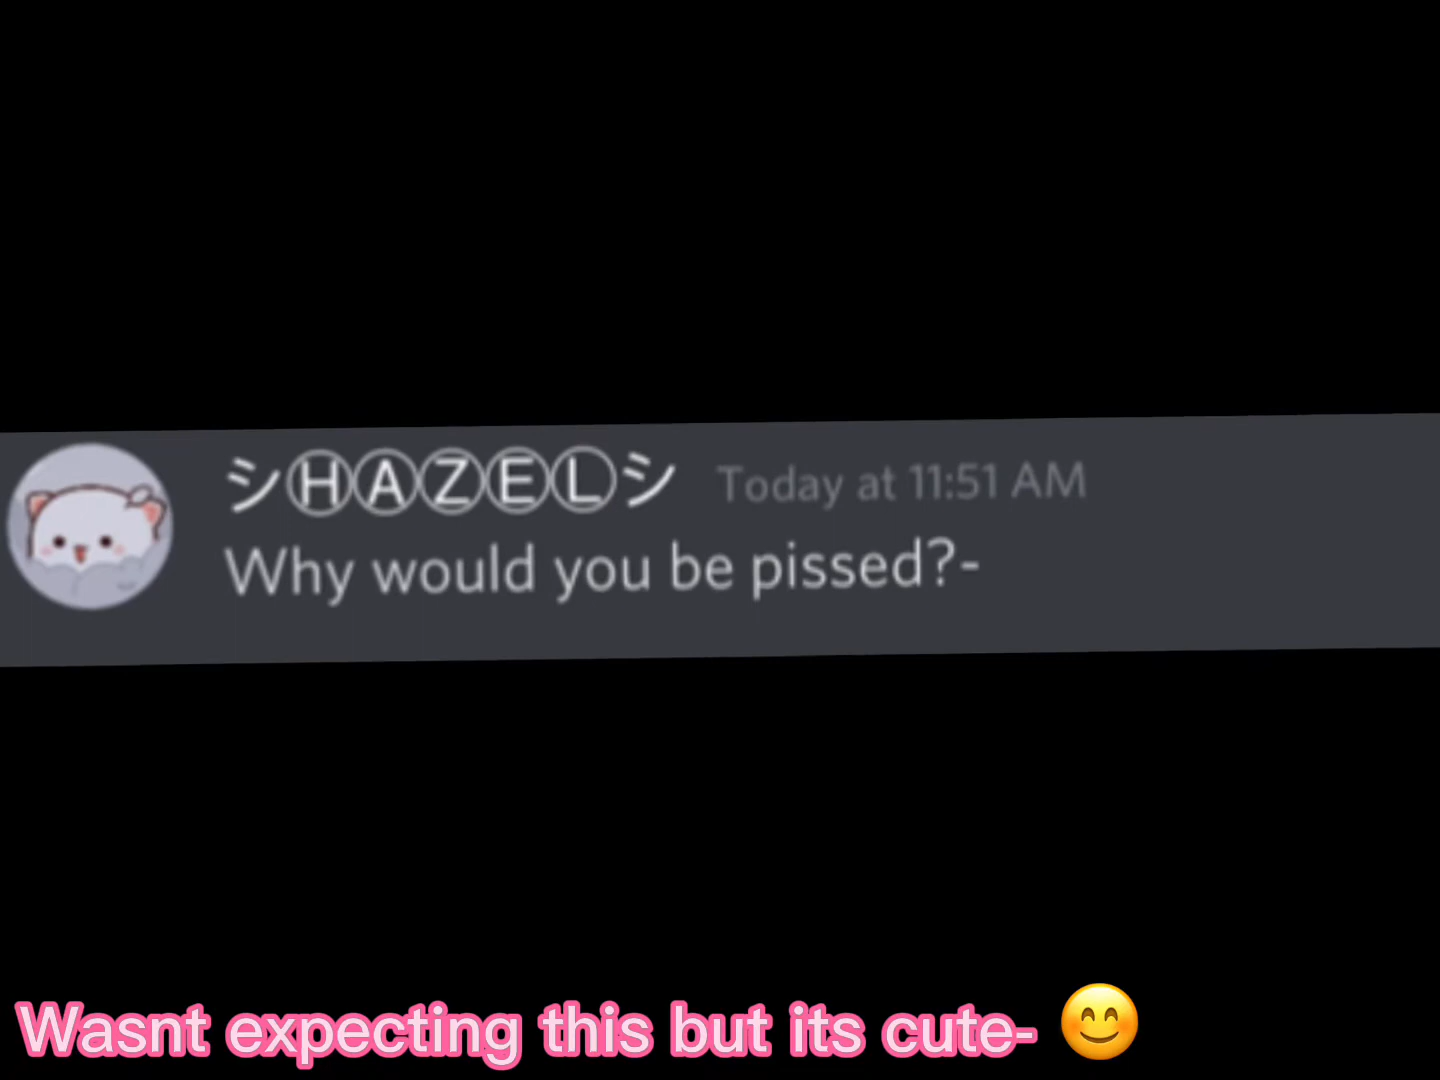 シⒽⒶⓏⒺⓁシ Today at 11:51 AM
Why would you be pissed?-
Wasnt expecting this but its cute- 😊